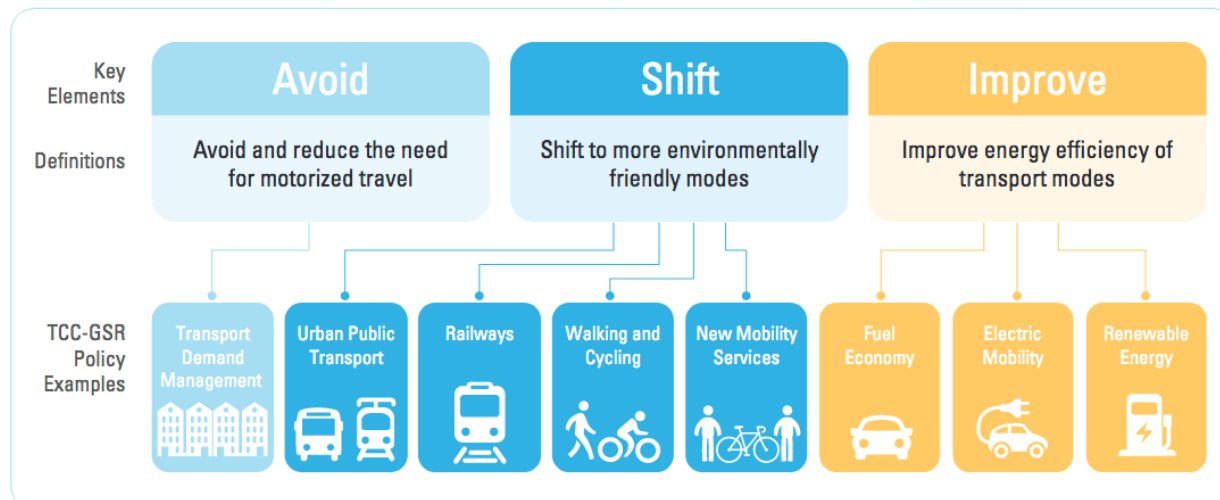 Key
Elements
Avoid
Shift
Improve
Definitions
Avoid and reduce the need
for motorized travel
Shift to more environmentally
friendly modes
Improve energy efficiency of
transport modes
TCC-GSR
Policy
Examples
Transport
Demand
Management
Urban Public
Transport
Railways
Walking and
Cycling
New Mobility
Services
Fuel
Economy
Electric
Mobility
Renewable
Energy